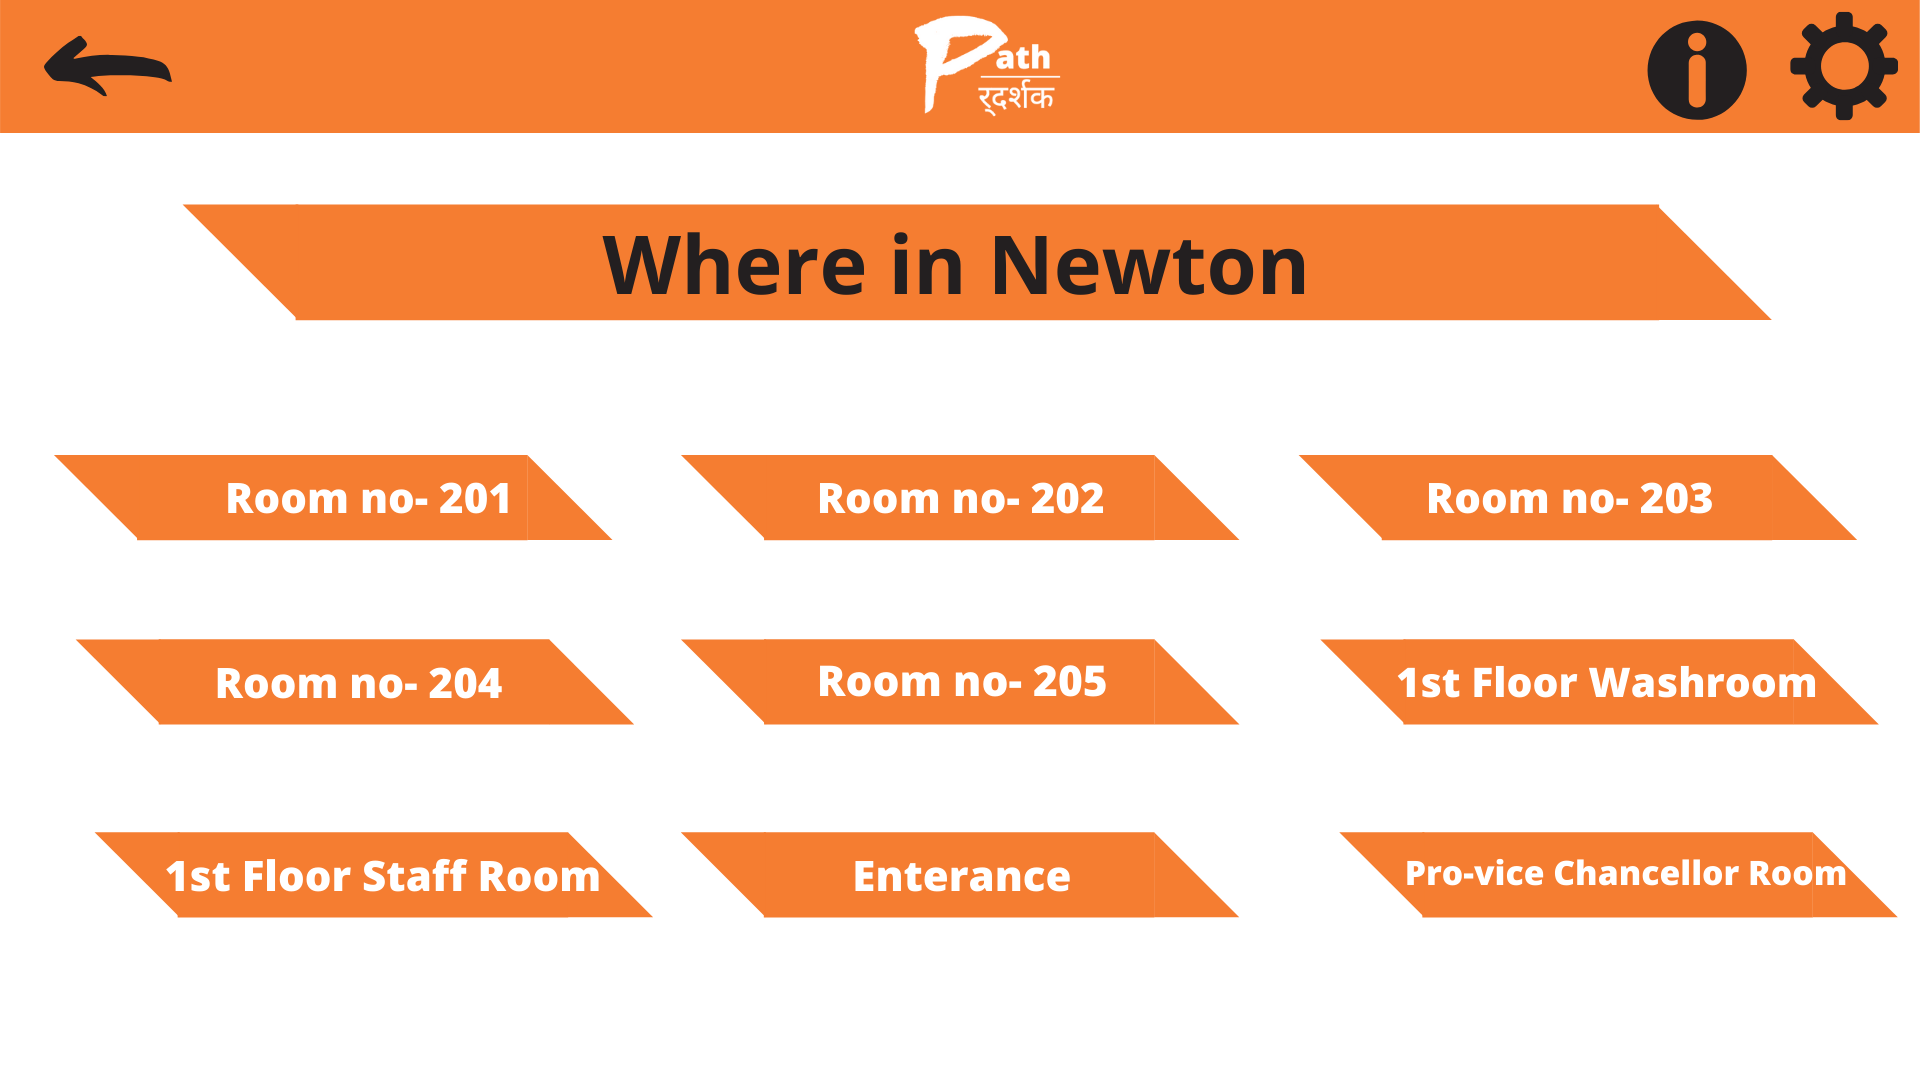 Path
र्दर्शक
Where in Newton
Room no- 201
Room no- 202
Room no- 203
Room no- 204
Room no- 205
1st Floor Washroom
1st Floor Staff Room
Enterance
Pro-vice Chancellor Room